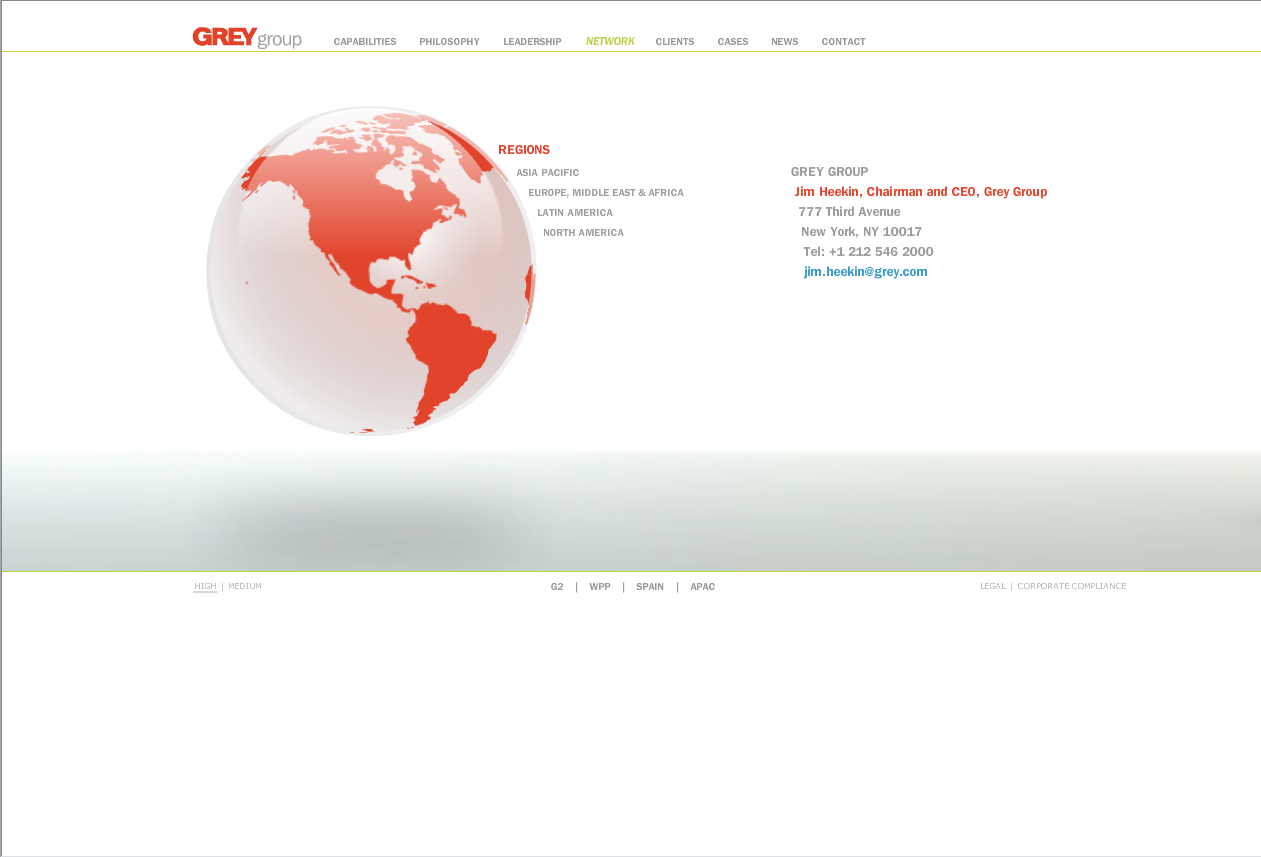 GREY group CAPABILITIES PHILOSOPHY LEADERSHIP NETWORK CLIENTS CASES NEWS CONTACT
REGIONS
ASIA PACIFIC
EUROPE, MIDDLE EAST & AFRICA
LATIN AMERICA
NORTH AMERICA
GREY GROUP
Jim Heekin, Chairman and CEO, Grey Group
777 Third Avenue
New York, NY 10017
Tel: +1 212 546 2000
jim.heekin@grey.com
HIGH | MEDIUM G2 | WPP | SPAIN | APAC LEGAL | CORPORATE COMPLIANCE